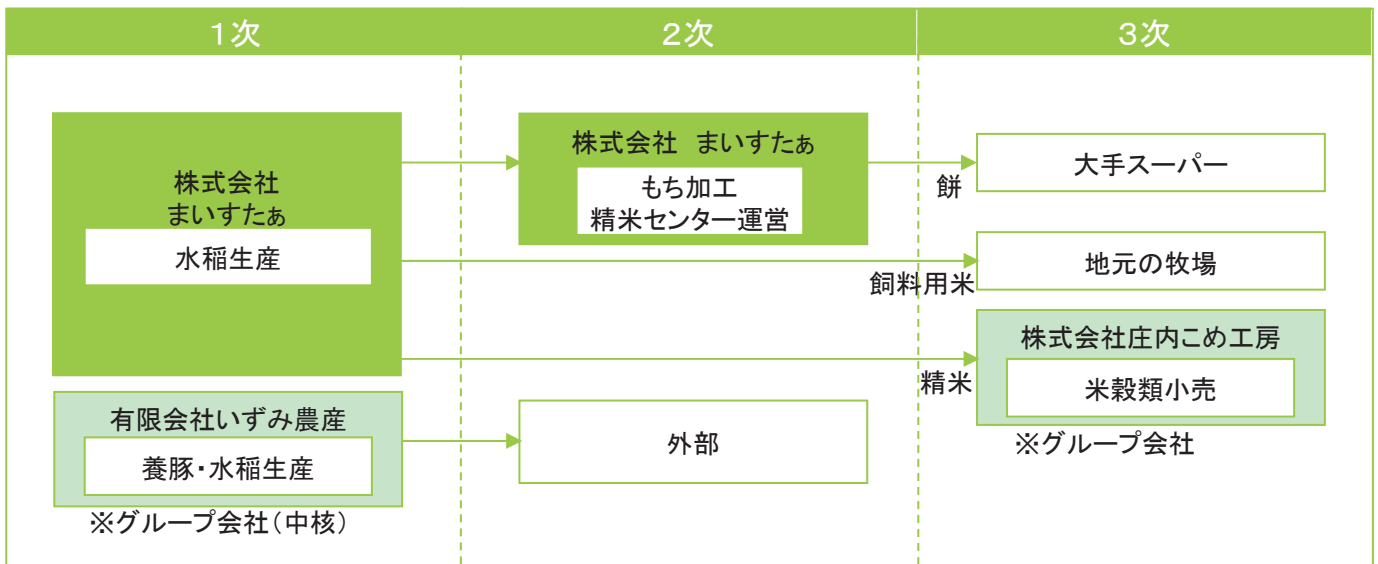 1次
2次
3次
株式会社
まいすたぁ
水稲生産
株式会社 まいすたぁ
もち加工
精米センター運営
餅
大手スーパー
飼料用米
地元の牧場
精米
株式会社庄内こめ工房
米穀類小売
※グループ会社
有限会社いずみ農産
養豚・水稲生産
※グループ会社(中核)
外部